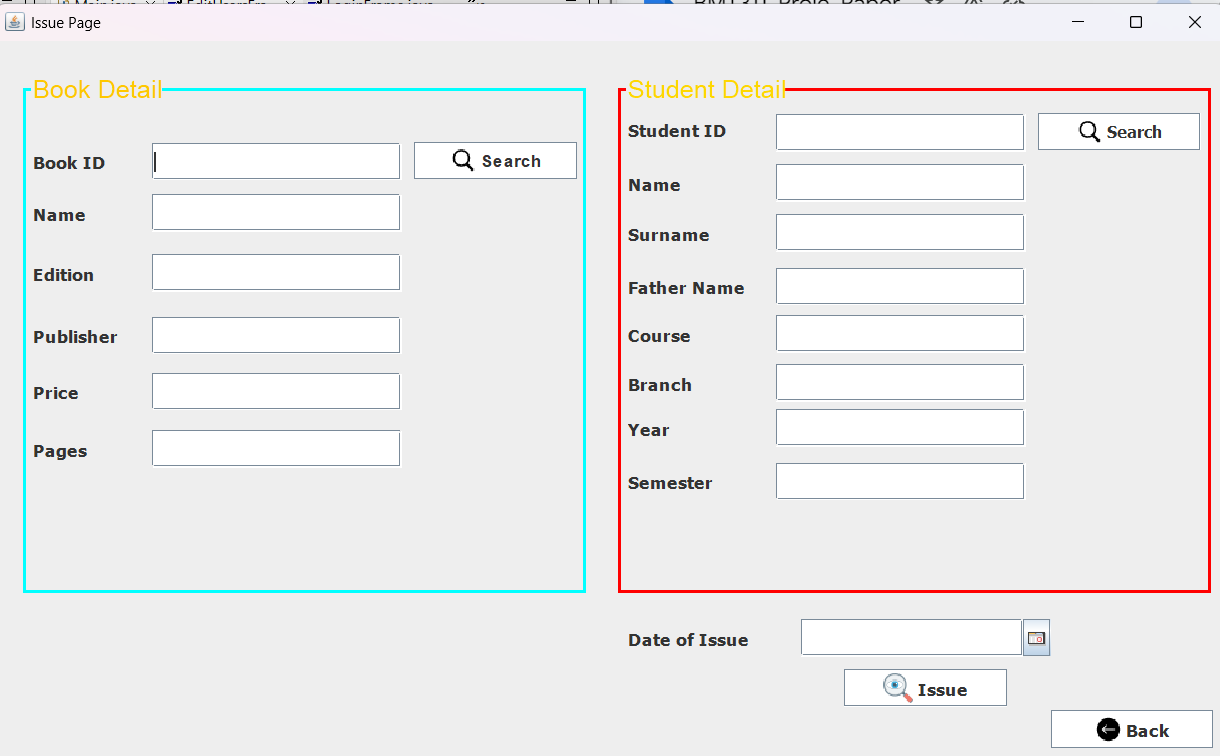 Issue Page
Book Detail
Book ID
Search
Name
Edition
Publisher
Price
Pages
Student Detail
Student ID
Search
Name
Surname
Father Name
Course
Branch
Year
Semester
Date of Issue
Issue
Back